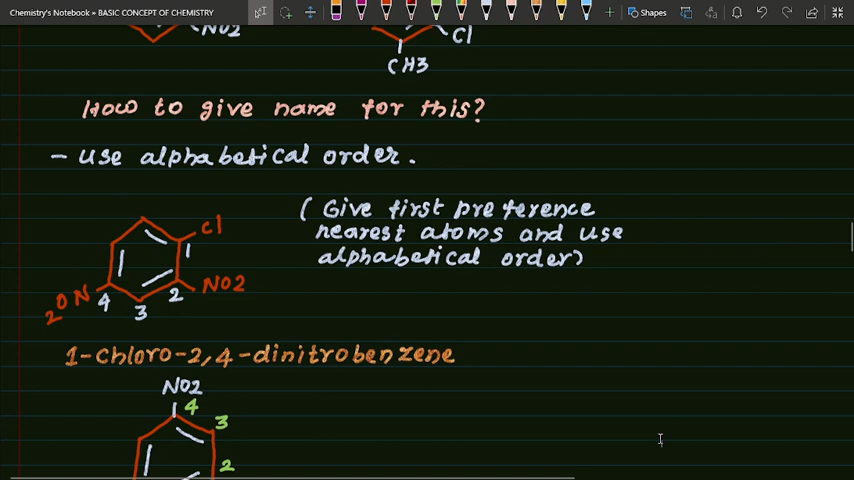 Chemistry's Notebook » BASIC CONCEPT OF CHEMISTRY
Shapes
NO2
Cl
CH3
How to give name for this?
- Use alphabetical order.
( Give first preference
nearest atoms and use
alphabetical order)
Cl
1
NO2
2
3
4
2ON
1-Chloro-2,4-dinitrobenzene
NO2
4
3
2